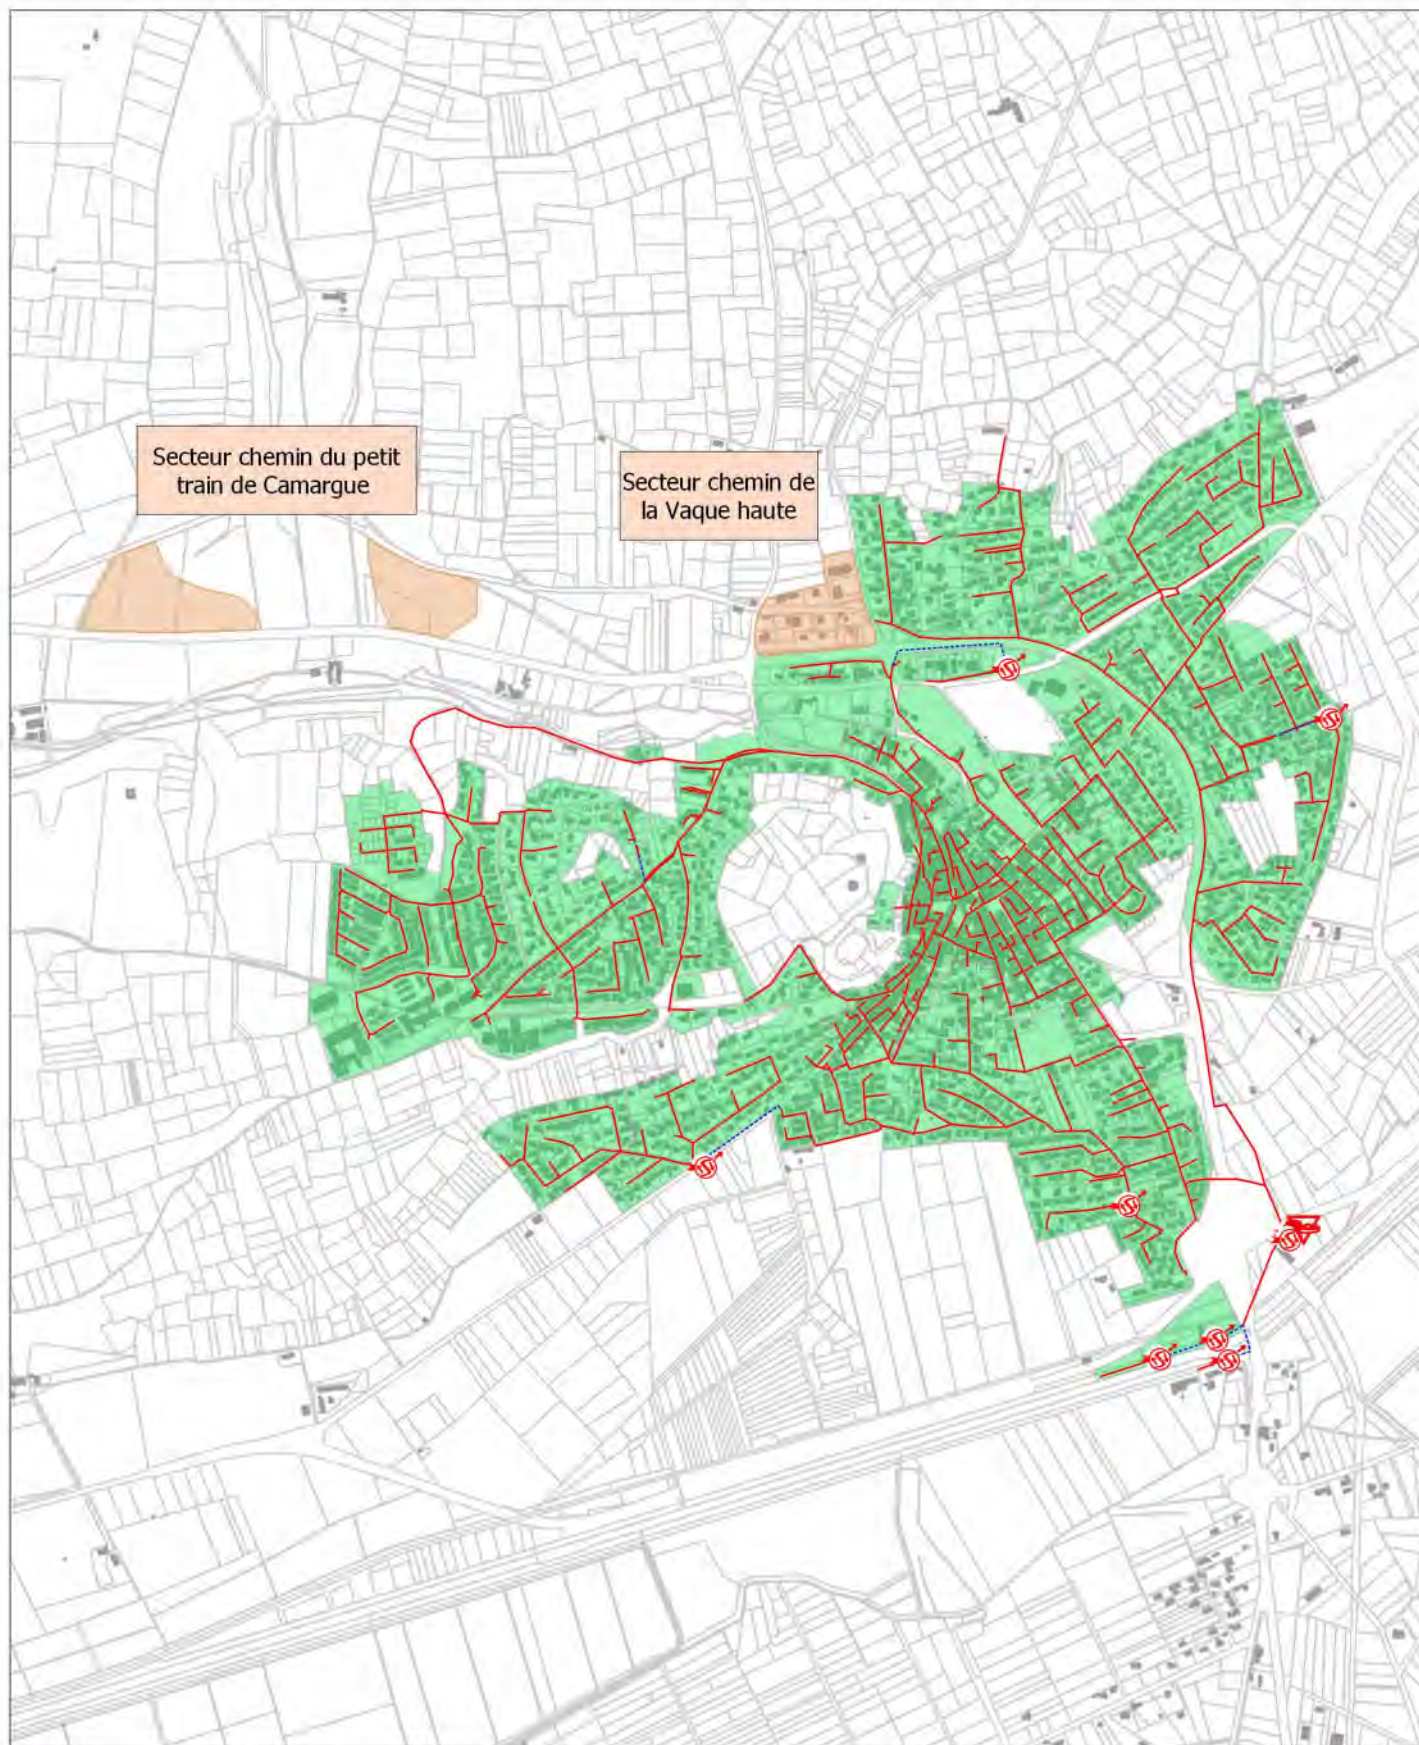 Secteur chemin du petit
train de Camargue
Secteur chemin de
la Vaque haute